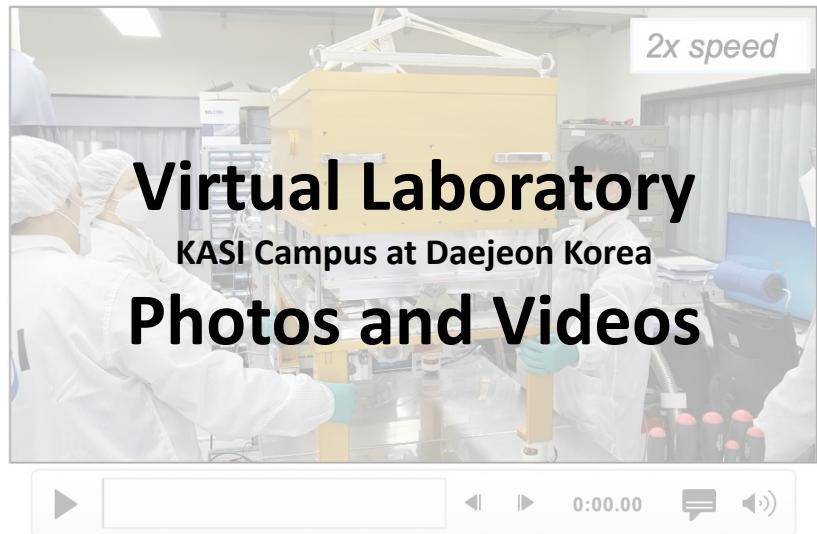 2x speed
Virtual Laboratory
KASI Campus at Daejeon Korea
Photos and Videos
0:00.00